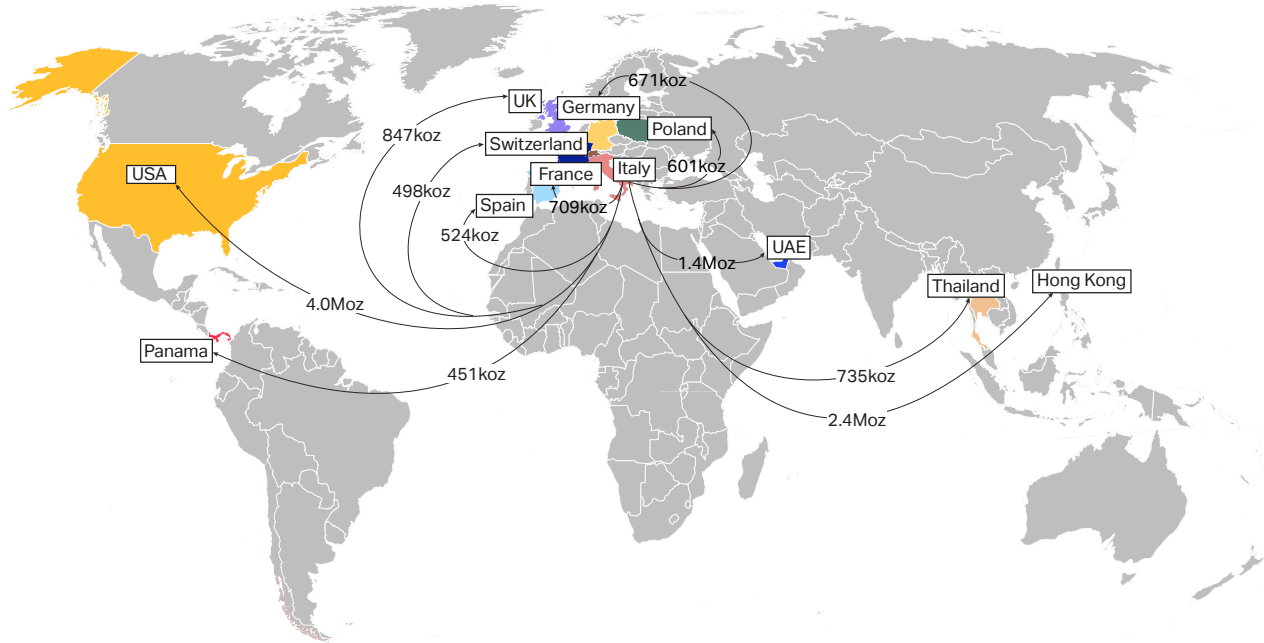 671koz
UK
Germany
847koz
Poland
Switzerland
601koz
USA
Italy
France
498koz
Spain
709koz
524koz
UAE
1.4Moz
Thailand
Hong Kong
4.0Moz
Panama
451koz
735koz
2.4Moz